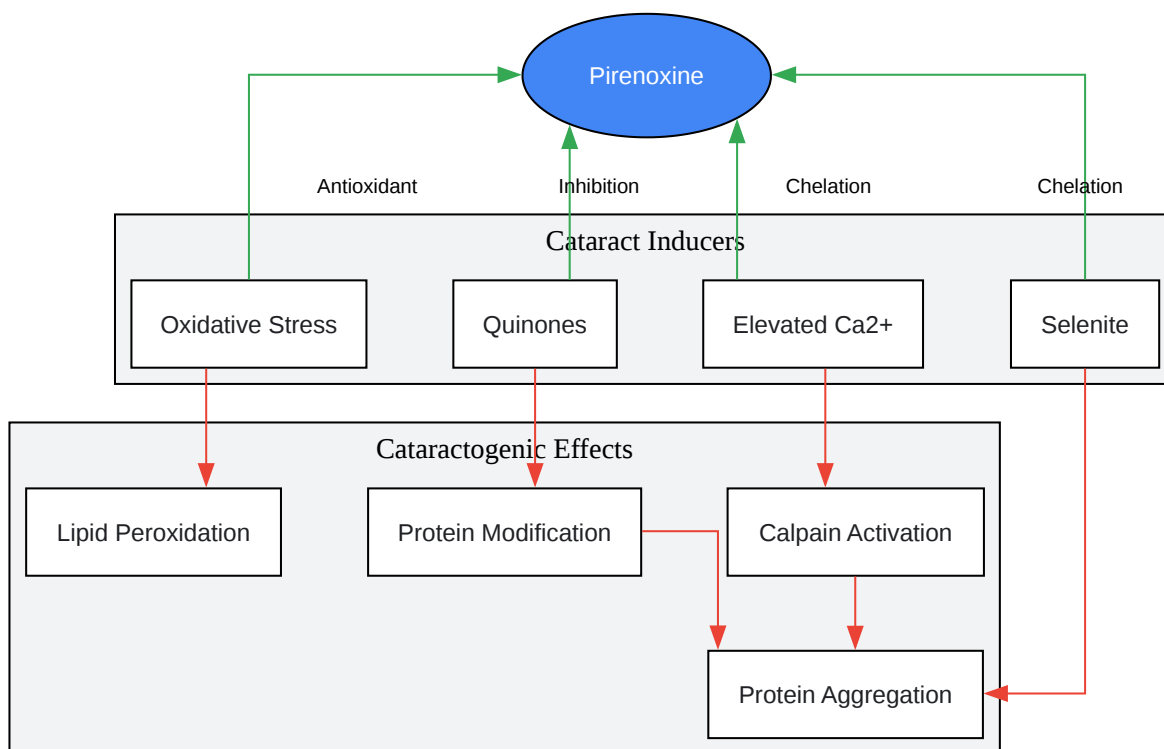 Pirenoxine
Antioxidant
Inhibition
Chelation
Chelation
Cataract Inducers
Oxidative Stress
Quinones
Elevated Ca2+
Selenite
Cataractogenic Effects
Lipid Peroxidation
Protein Modification
Calpain Activation
Protein Aggregation